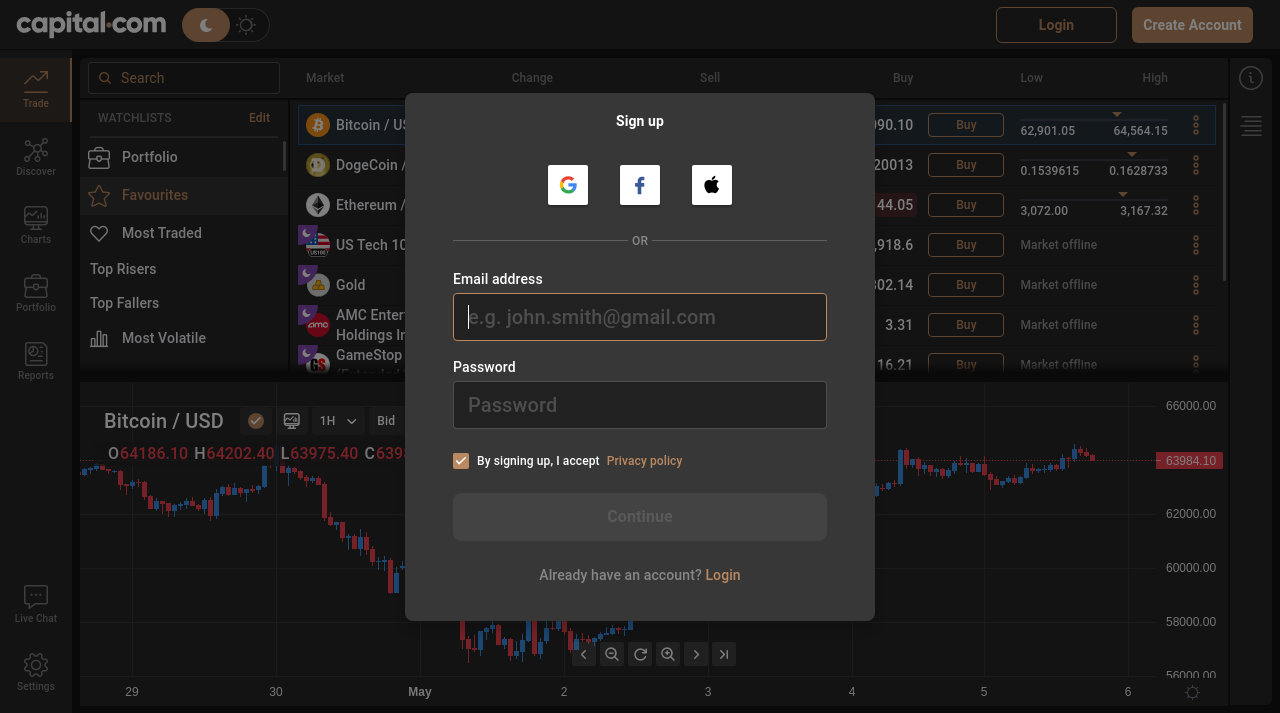 capital.com
Login
Create Account
Trade
Discover
Charts
Portfolio
Reports
Live Chat
Settings
Search
WATCHLISTS Edit
Portfolio
Favourites
Most Traded
Top Risers
Top Fallers
Most Volatile
Market Change Sell Buy Low High
Bitcoin / US 090.10 Buy 62,901.05 64,564.15
DogeCoin / 20013 Buy 0.1539615 0.1628733
Ethereum / 44.05 Buy 3,072.00 3,167.32
US100
US Tech 10 ,918.6 Buy Market offline
Gold 302.14 Buy Market offline
amc
AMC Enter
Holdings In 3.31 Buy Market offline
GameStop
(Extended 16.21 Buy Market offline
Sign up
OR
Email address
e.g. john.smith@gmail.com
Password
Password
By signing up, I accept Privacy policy
Continue
Already have an account? Login
Bitcoin / USD 1H Bid
O64186.10 H64202.40 L63975.40 C6398
66000.00
63984.10
62000.00
60000.00
58000.00
56000.00
29 30 May 2 3 4 5 6